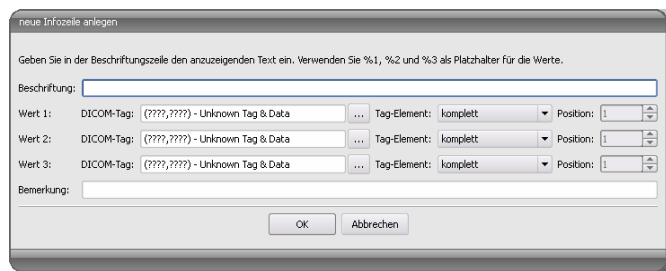 neue Infozeile anlegen
Geben Sie in der Beschriftungszeile den anzuzeigenden Text ein. Verwenden Sie %1, %2 und %3 als Platzhalter für die Werte.
Beschriftung:
Wert 1: DICOM-Tag: (????,????) - Unknown Tag & Data ... Tag-Element: komplett Position: 1
Wert 2: DICOM-Tag: (????,????) - Unknown Tag & Data ... Tag-Element: komplett Position: 1
Wert 3: DICOM-Tag: (????,????) - Unknown Tag & Data ... Tag-Element: komplett Position: 1
Bemerkung:
OK Abbrechen